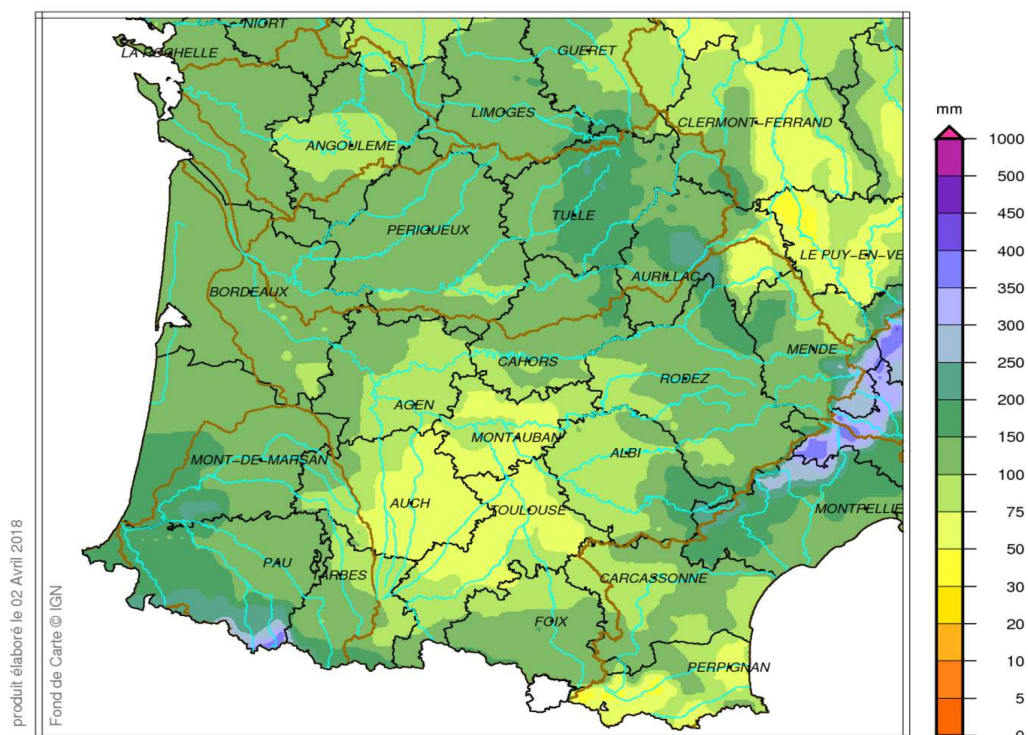 NIORT
LA ROCHELLE
GUERET
LIMOGES
CLERMONT-FERRAND
ANGOULEME
TULLE
PERIGUEUX
LE PUY-EN-VE
AURILLAC
BORDEAUX
MENDE
CAHORS
RODEZ
AGEN
MONTAUBAN
ALBI
MONT-DE-MARSAN
AUCH
TOULOUSE
MONTPELLIE
PAU
ARBES
CARCASSONNE
FOIX
PERPIGNAN
mm
1000
500
450
400
350
300
250
200
150
100
75
50
30
20
10
5
0
produit élaboré le 02 Avril 2018
Fond de Carte © IGN